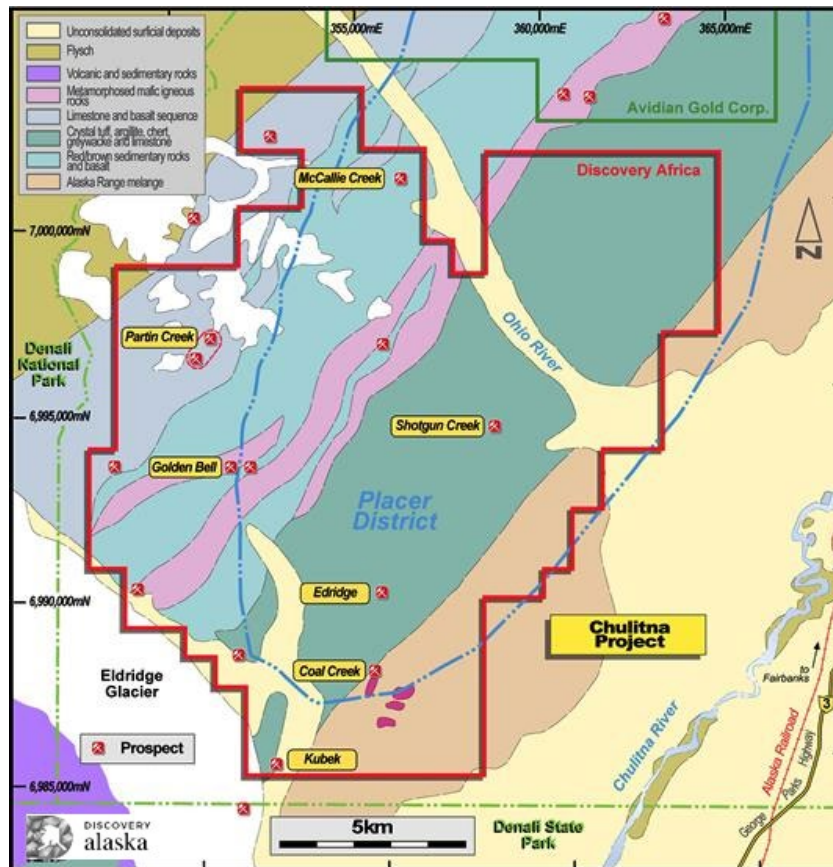 355,000mE
360,000mE
365,000mE
Unconsolidated surficial deposits
Flysch
Volcanic and sedimentary rocks
Metamorphosed mafic igneous
rocks
Limestone and basalt sequence
Crystal tuff, argillite, chert,
greywacke and limestone
Red/brown sedimentary rocks
and basalt
Alaska Range melange
Avidian Gold Corp.
McCallie Creek
Discovery Africa
7,000,000mN
N
Ohio River
Partin Creek
Denali
National
Park
6,995,000mN
Shotgun Creek
Golden Bell
Placer
District
6,990,000mN
Edridge
Chulitna
Project
Eldridge
Glacier
Coal Creek
to
Fairbanks
3
Prospect
Kubek
Chulitna River
Alaska Railroad
George Parks Highway
6,985,000mN
DISCOVERY
alaska
5km
Denali State
Park